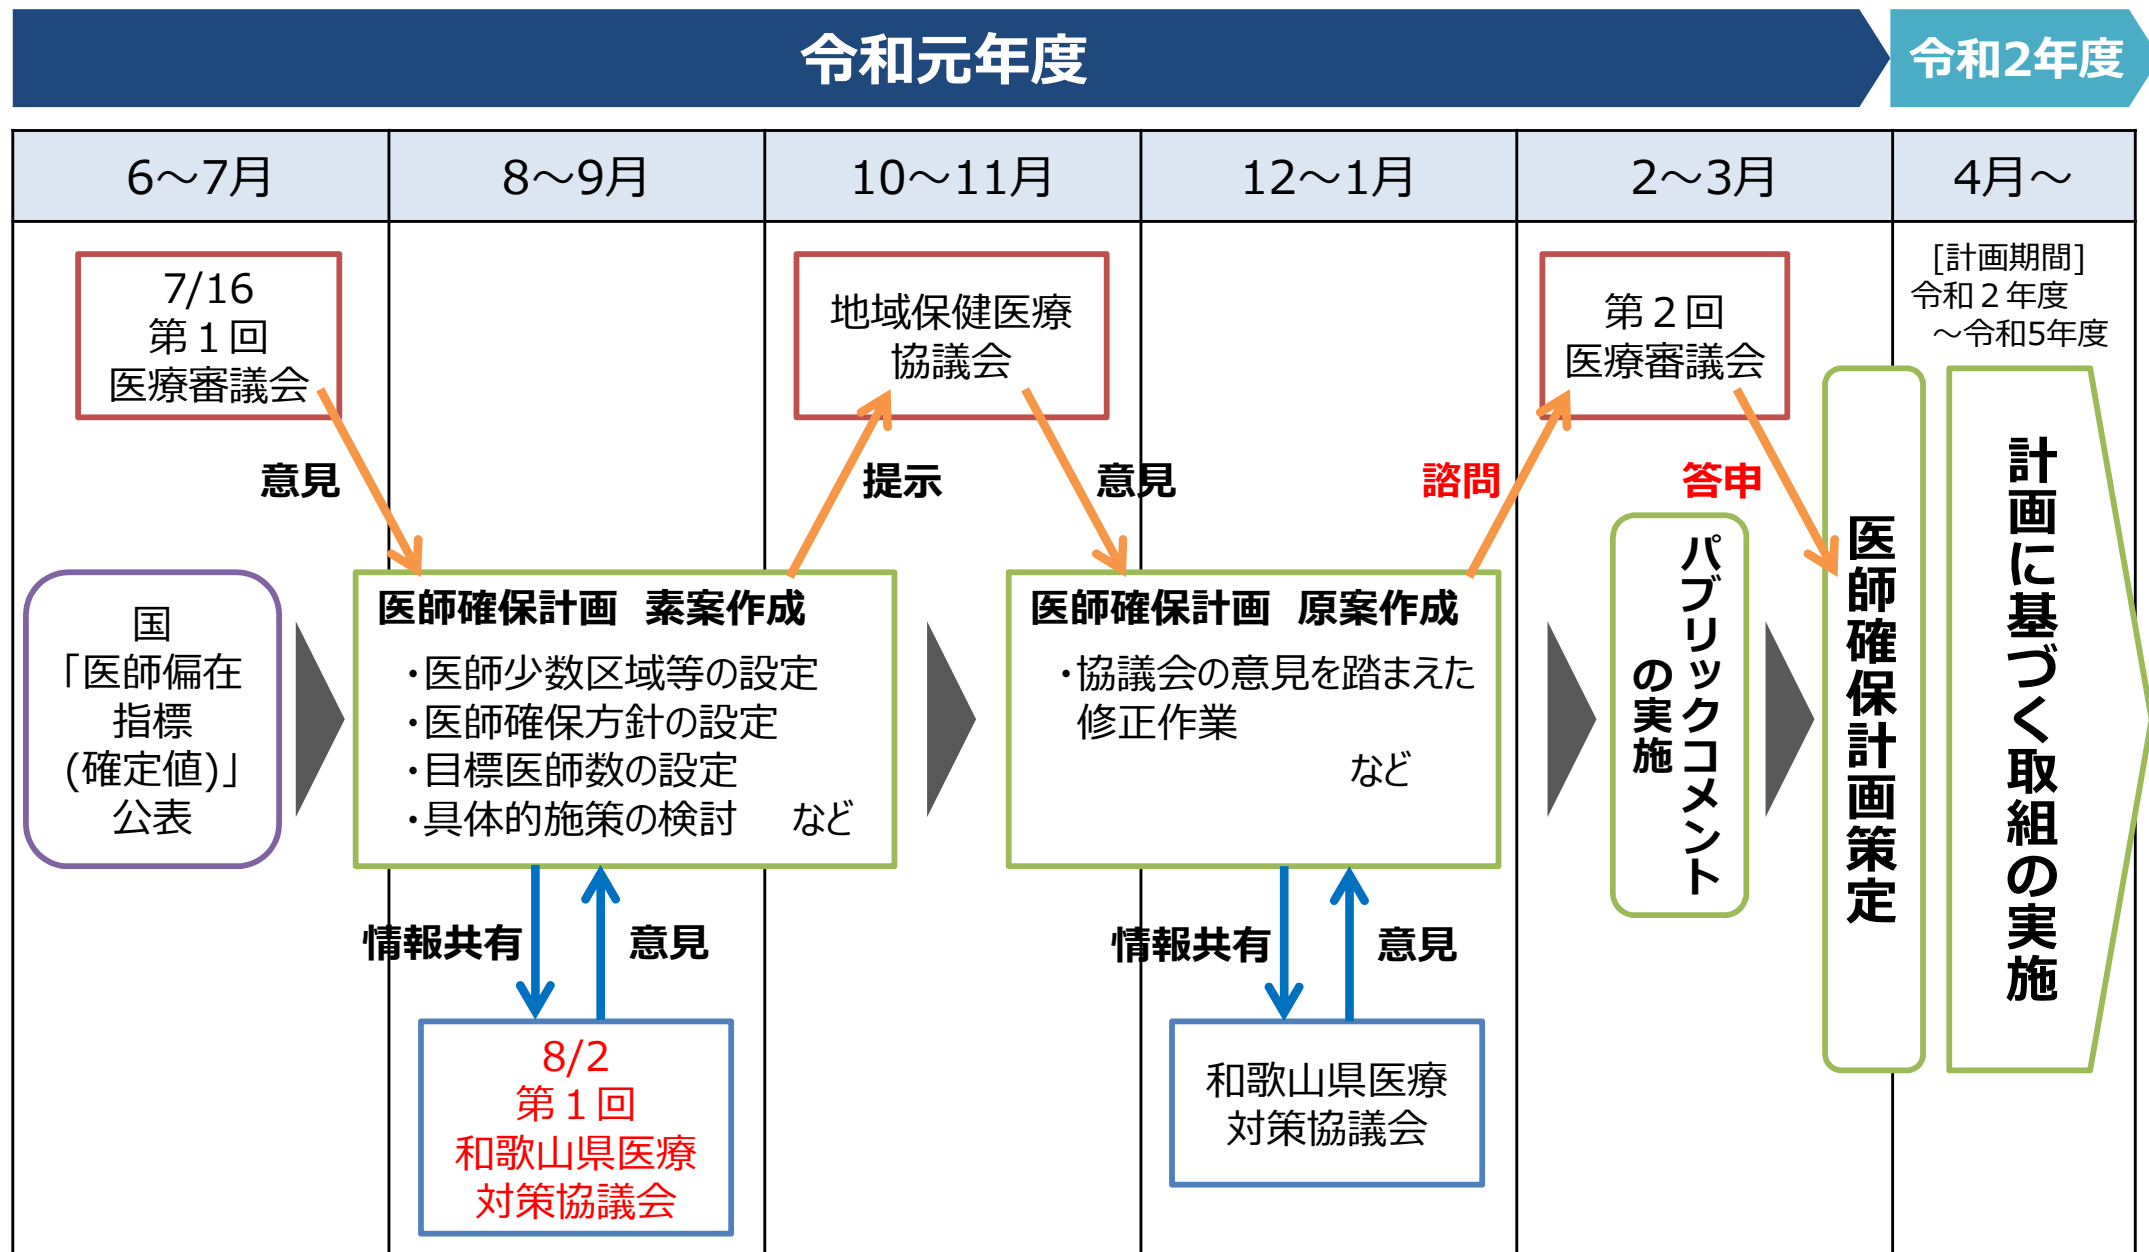 令和元年度
令和2年度
6～7月
8～9月
10～11月
12～1月
2～3月
4月～
7/16
第１回
医療審議会
地域保健医療
協議会
第２回
医療審議会
[計画期間]
令和２年度
～令和5年度
意見
提示
意見
諮問
答申
国
「医師偏在
指標
(確定値)」
公表
医師確保計画　素案作成
・医師少数区域等の設定
・医師確保方針の設定
・目標医師数の設定
・具体的施策の検討　など
医師確保計画　原案作成
・協議会の意見を踏まえた
修正作業
など
パブリックコメント
の実施
医師確保計画策定
計画に基づく取組の実施
情報共有
意見
情報共有
意見
8/2
第１回
和歌山県医療
対策協議会
和歌山県医療
対策協議会